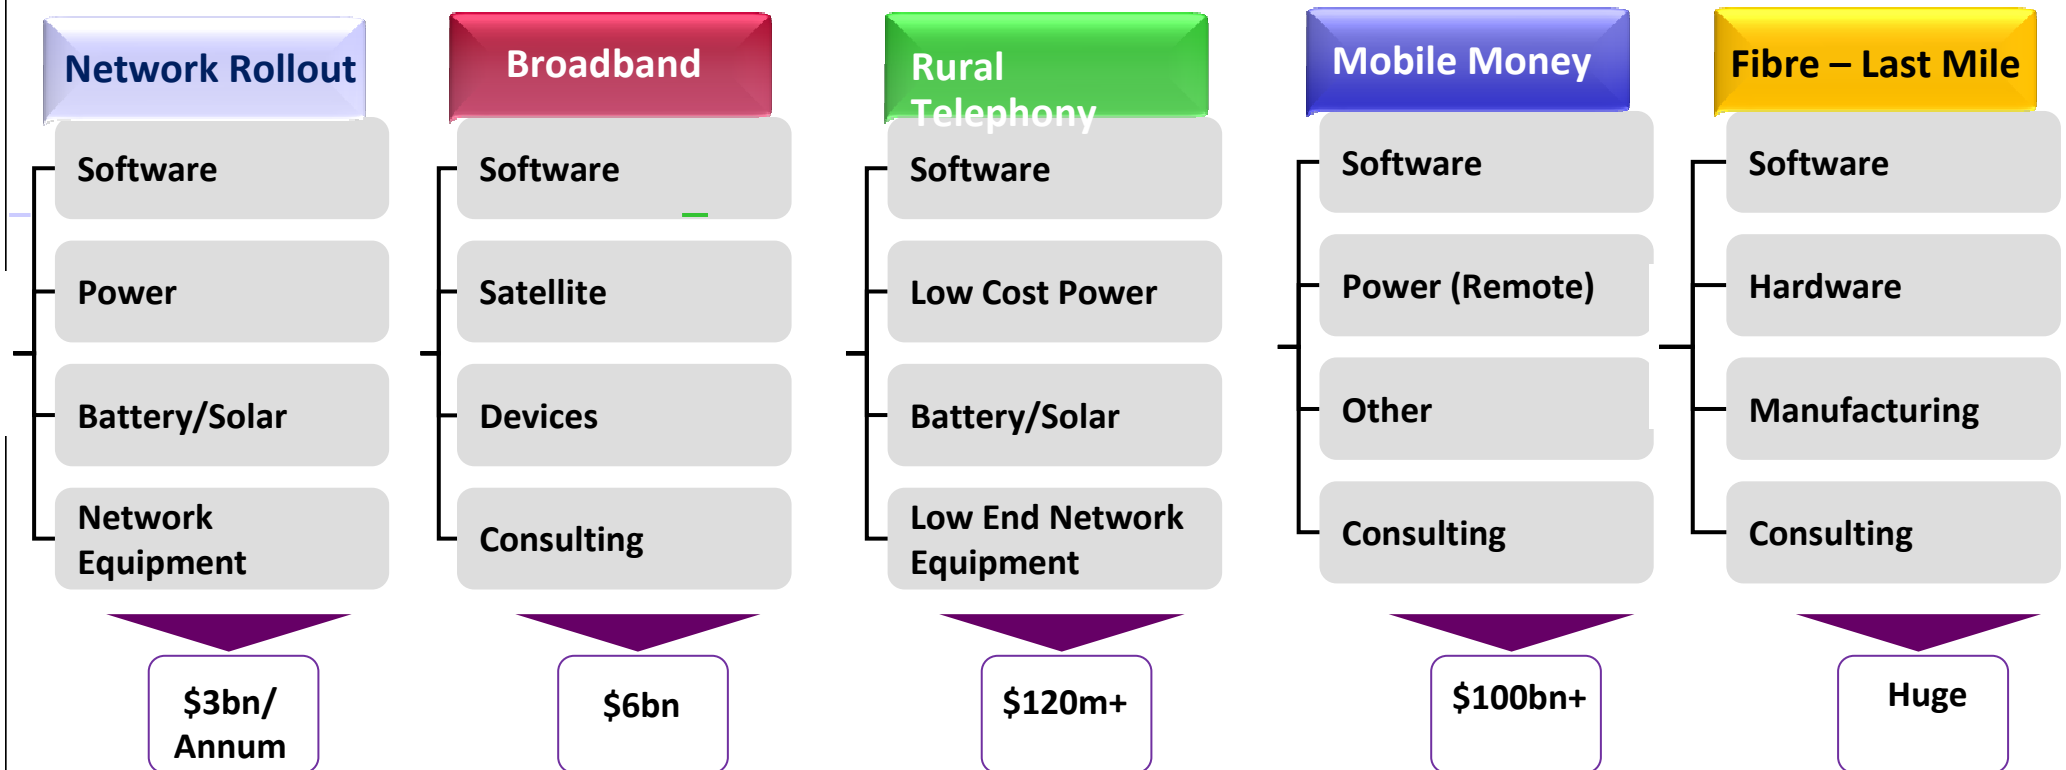 Network Rollout
Software
Power
Battery/Solar
Network
Equipment
$3bn/
Annum
Broadband
Software
Satellite
Devices
Consulting
$6bn
Rural
Telephony
Software
Low Cost Power
Battery/Solar
Low End Network
Equipment
$120m+
Mobile Money
Software
Power (Remote)
Other
Consulting
$100bn+
Fibre – Last Mile
Software
Hardware
Manufacturing
Consulting
Huge